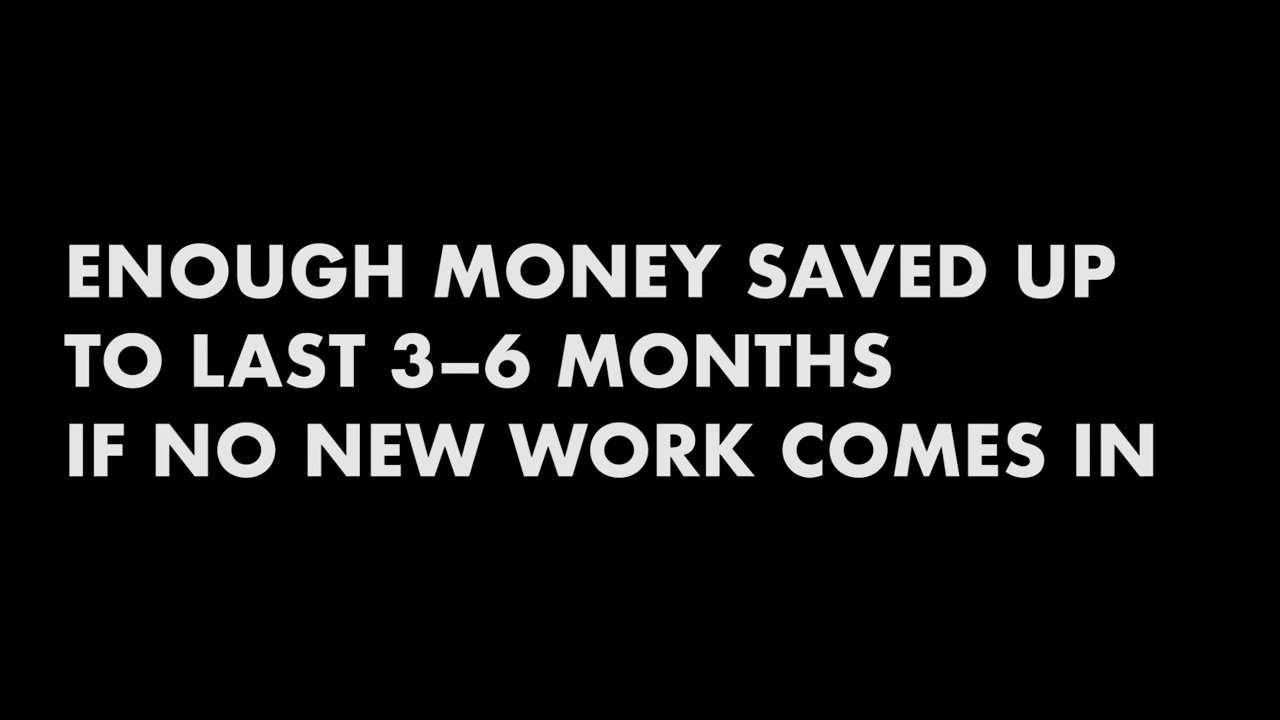 ENOUGH MONEY SAVED UP
TO LAST 3–6 MONTHS
IF NO NEW WORK COMES IN